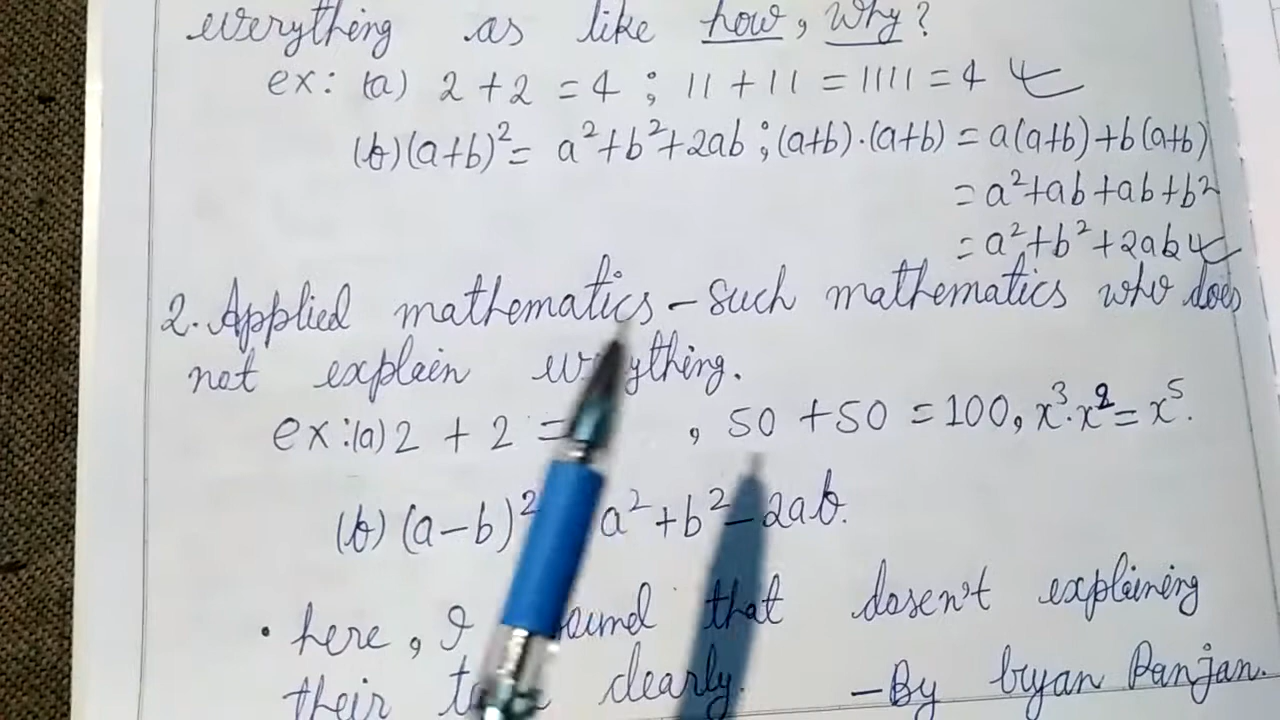 everything as like how, why?
ex: (a) 2 + 2 = 4 ; 11 + 11 = 1111 = 4
(b) (a+b)² = a²+b²+2ab ; (a+b).(a+b) = a(a+b)+b(a+b)
= a²+ab+ab+b²
= a²+b²+2ab
2. Applied mathematics - Such mathematics who does
not explain everything.
ex:(a) 2 + 2 = , 50 + 50 = 100, x³.x² = x⁵.
(b) (a-b)² a²+b²-2ab.
• here, I that dosen't explaining
their clearly. - By bryan Ranjan.